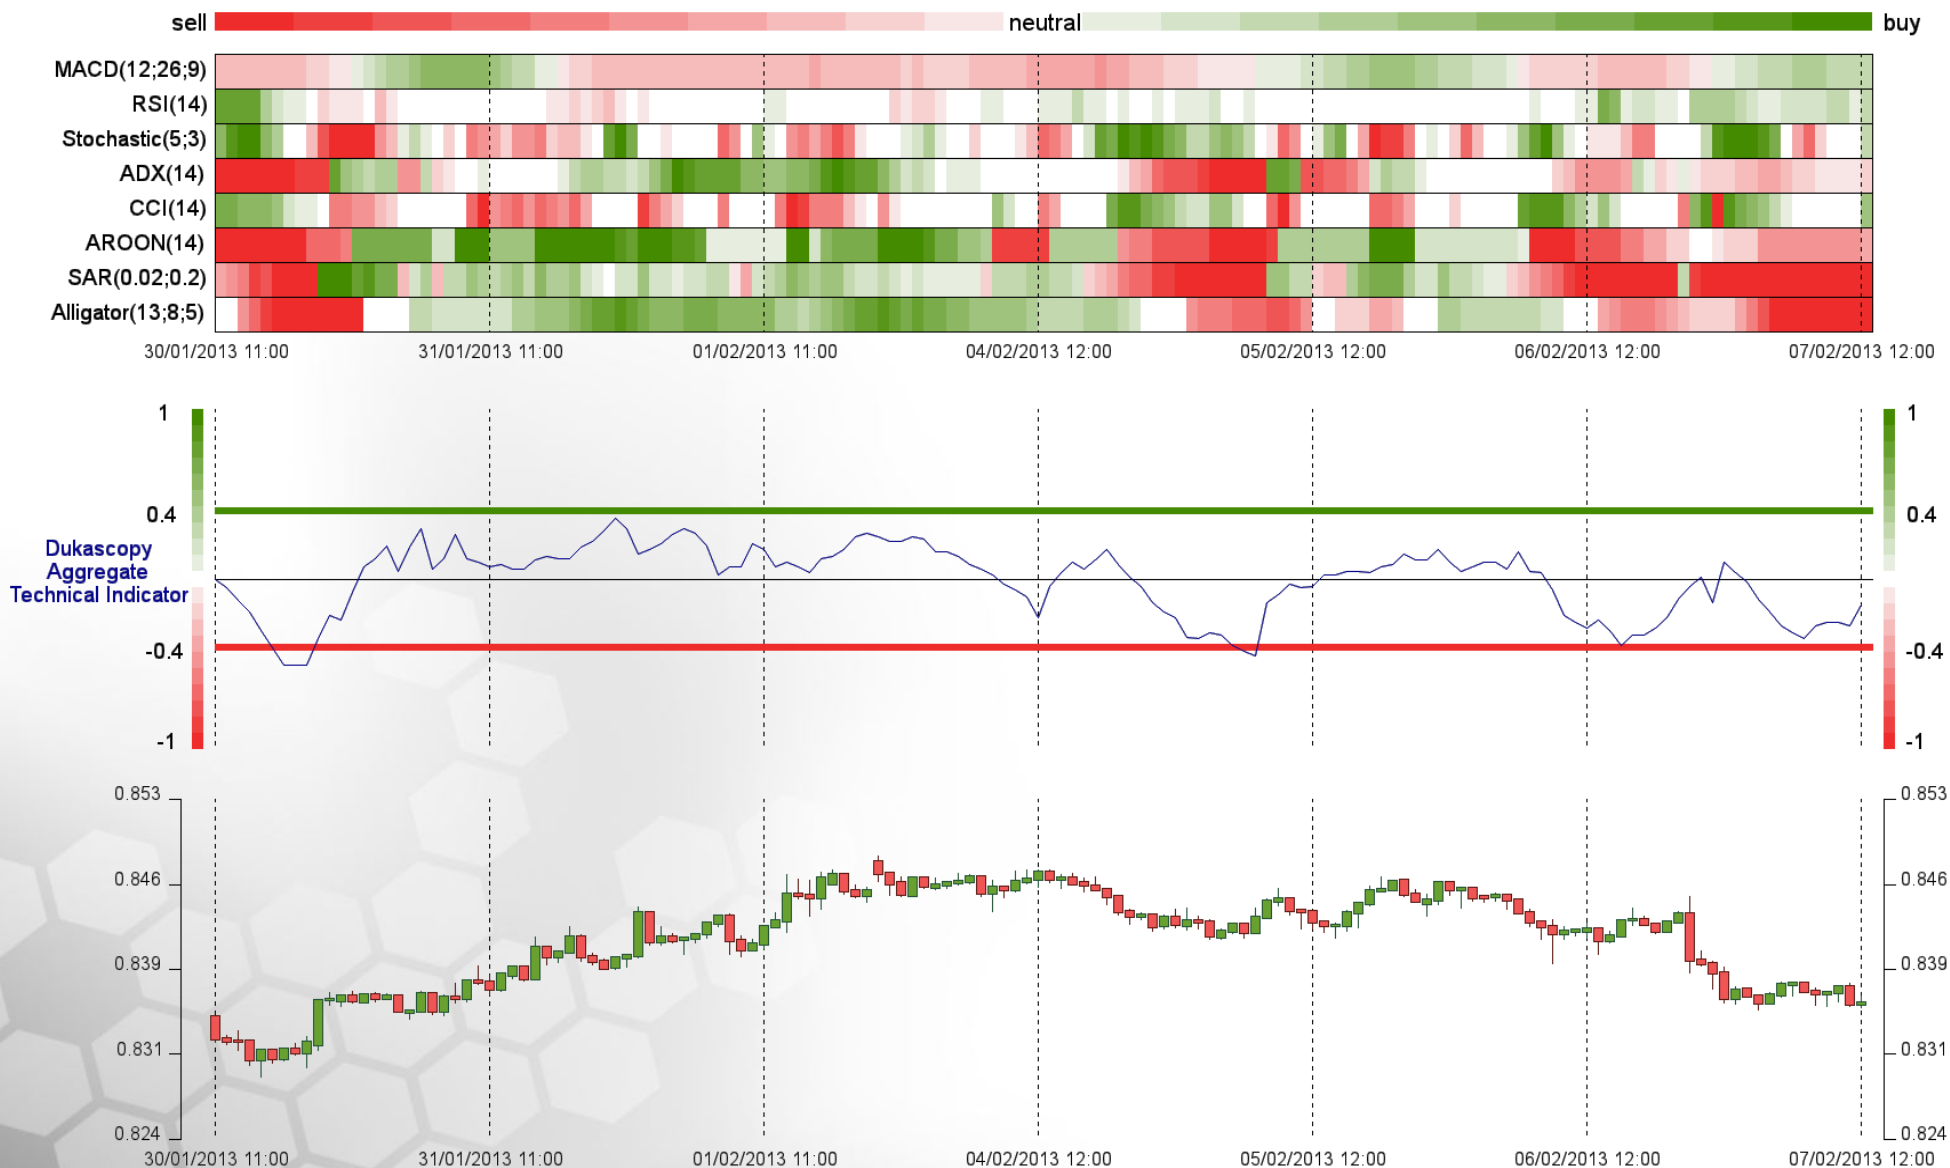 sell neutral buy
MACD(12;26;9)
RSI(14)
Stochastic(5;3)
ADX(14)
CCI(14)
AROON(14)
SAR(0.02;0.2)
Alligator(13;8;5)
30/01/2013 11:00 31/01/2013 11:00 01/02/2013 11:00 04/02/2013 12:00 05/02/2013 12:00 06/02/2013 12:00 07/02/2013 12:00
1 1
0.4 0.4
Dukascopy
Aggregate
Technical Indicator
-0.4 -0.4
-1 -1
0.853 0.853
0.846 0.846
0.839 0.839
0.831 0.831
0.824 0.824
30/01/2013 11:00 31/01/2013 11:00 01/02/2013 11:00 04/02/2013 12:00 05/02/2013 12:00 06/02/2013 12:00 07/02/2013 12:00